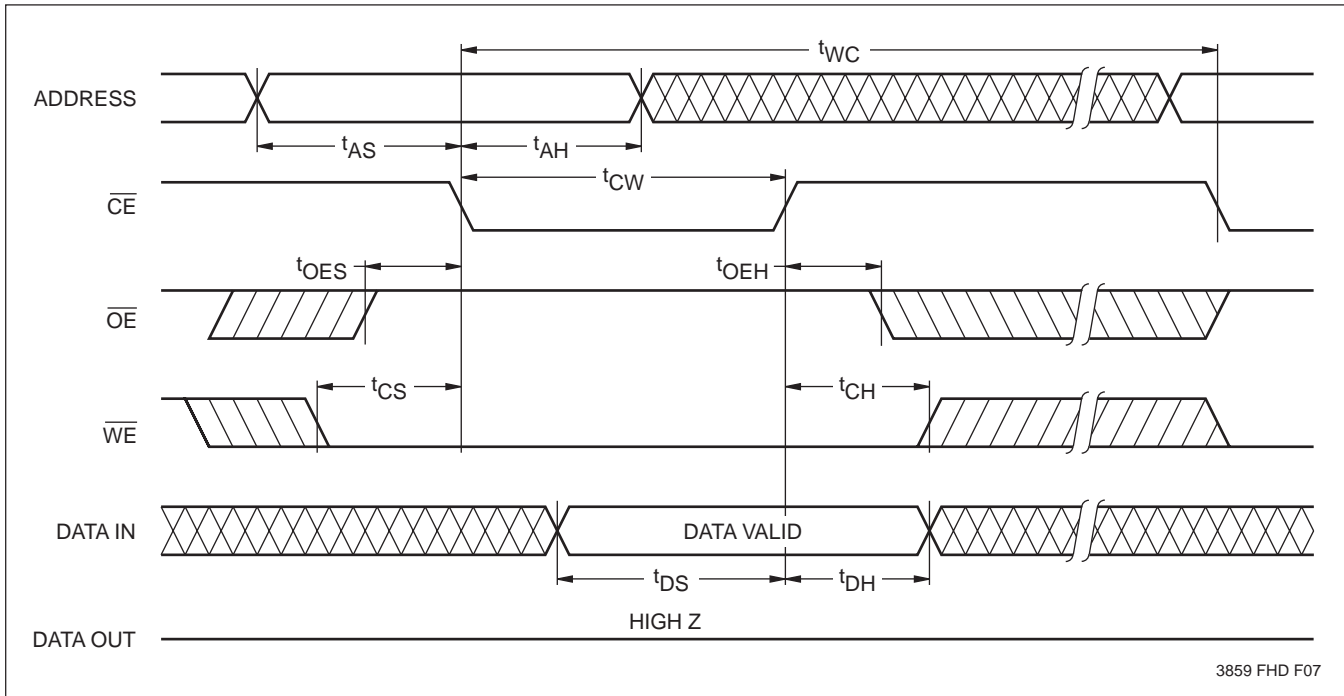 tWC
ADDRESS
tAS
tAH
tCW
CE
tOES
tOEH
OE
tCS
tCH
WE
DATA IN
DATA VALID
tDS
tDH
HIGH Z
DATA OUT
3859 FHD F07